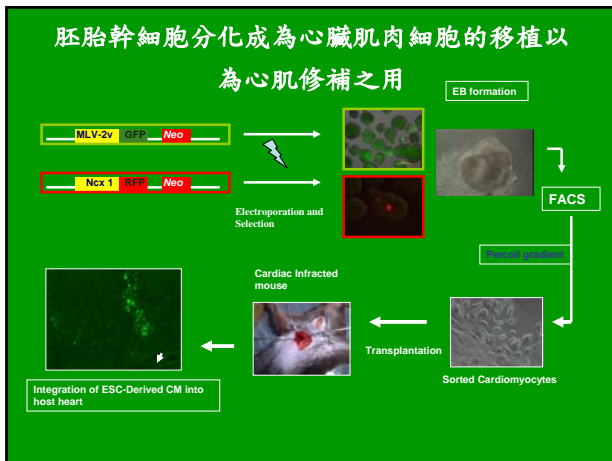 胚胎幹細胞分化成為心臟肌肉細胞的移植以
為心肌修補之用
EB formation
MLV-2v GFP Neo
Ncx 1 RFP Neo
Electroporation and
Selection
FACS
Percoll gradient
Cardiac Infracted
mouse
Transplantation
Sorted Cardiomyocytes
Integration of ESC-Derived CM into
host heart